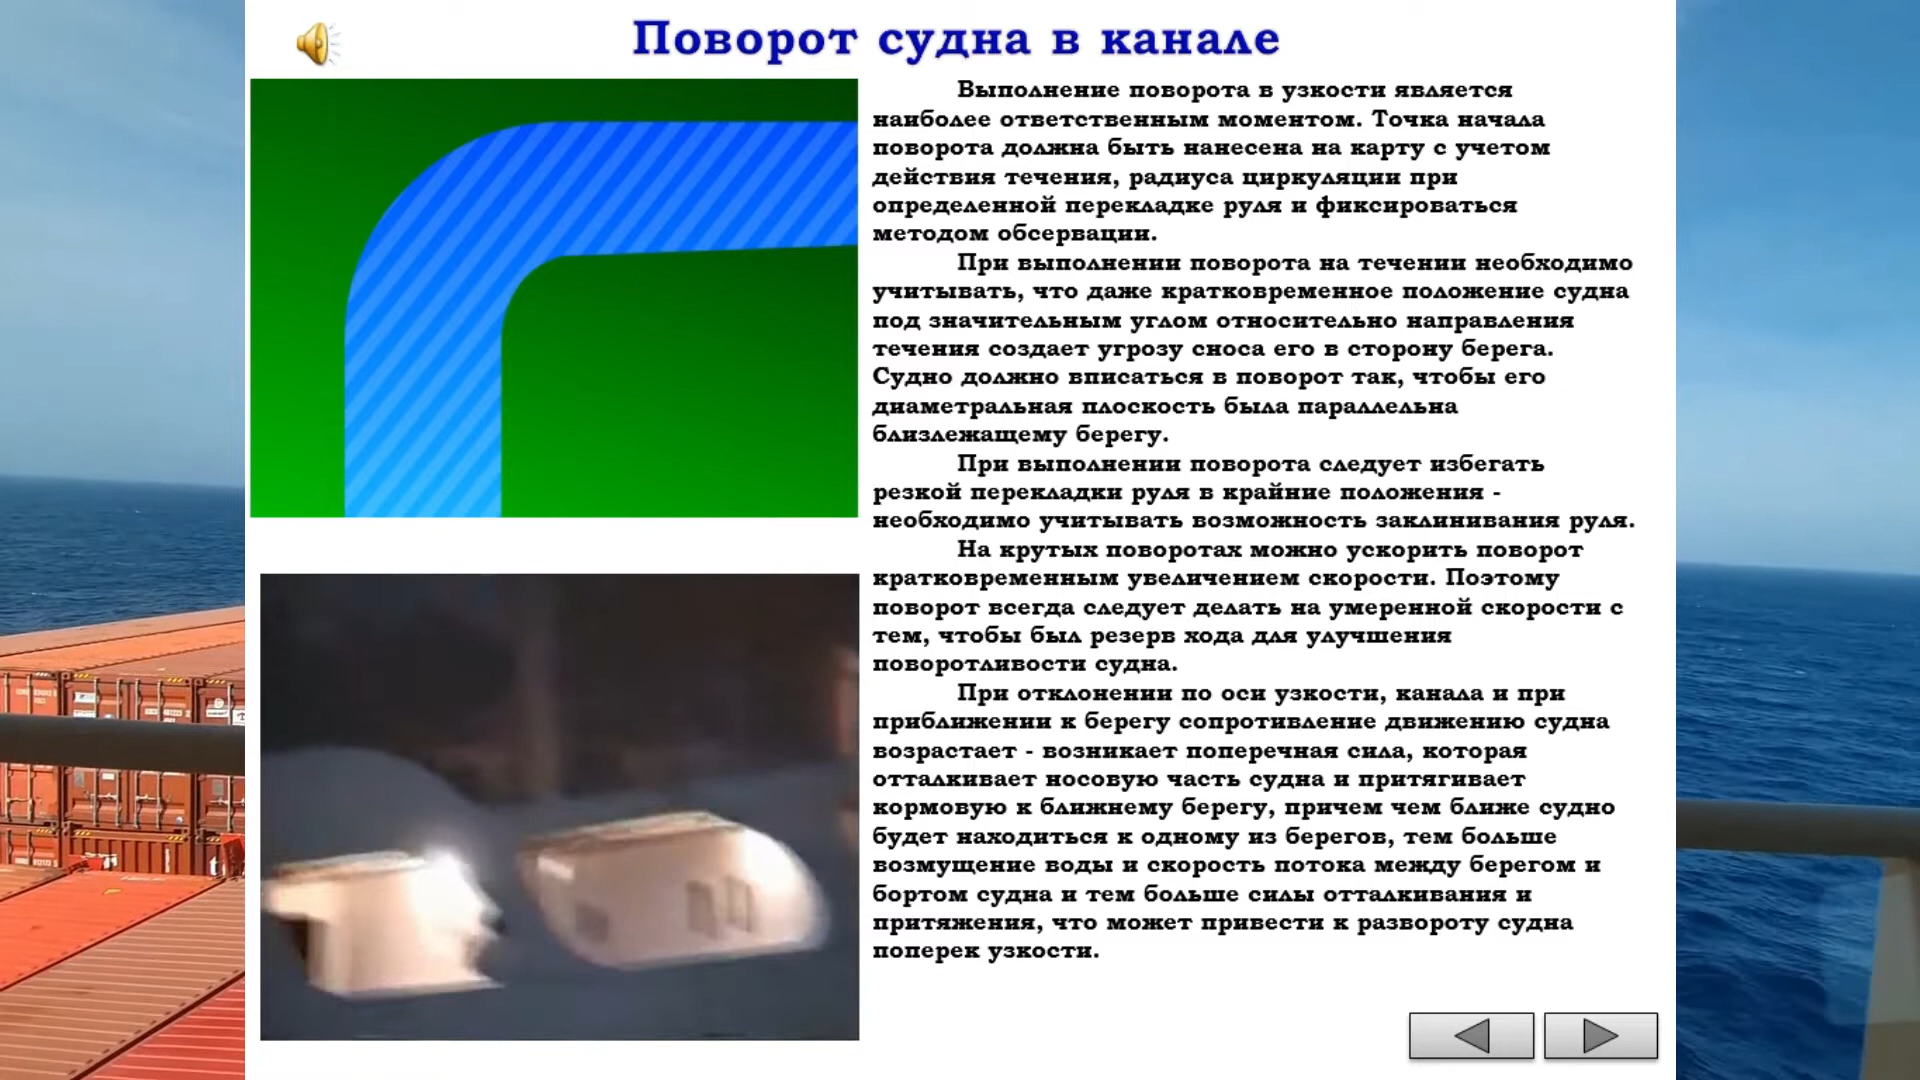 Поворот судна в канале
Выполнение поворота в узкости является
наиболее ответственным моментом. Точка начала
поворота должна быть нанесена на карту с учетом
действия течения, радиуса циркуляции при
определенной перекладке руля и фиксироваться
методом обсервации.
При выполнении поворота на течении необходимо
учитывать, что даже кратковременное положение судна
под значительным углом относительно направления
течения создает угрозу сноса его в сторону берега.
Судно должно вписаться в поворот так, чтобы его
диаметральная плоскость была параллельна
близлежащему берегу.
При выполнении поворота следует избегать
резкой перекладки руля в крайние положения -
необходимо учитывать возможность заклинивания руля.
На крутых поворотах можно ускорить поворот
кратковременным увеличением скорости. Поэтому
поворот всегда следует делать на умеренной скорости с
тем, чтобы был резерв хода для улучшения
поворотливости судна.
При отклонении по оси узкости, канала и при
приближении к берегу сопротивление движению судна
возрастает - возникает поперечная сила, которая
отталкивает носовую часть судна и притягивает
кормовую к ближнему берегу, причем чем ближе судно
будет находиться к одному из берегов, тем больше
возмущение воды и скорость потока между берегом и
бортом судна и тем больше силы отталкивания и
притяжения, что может привести к развороту судна
поперек узкости.